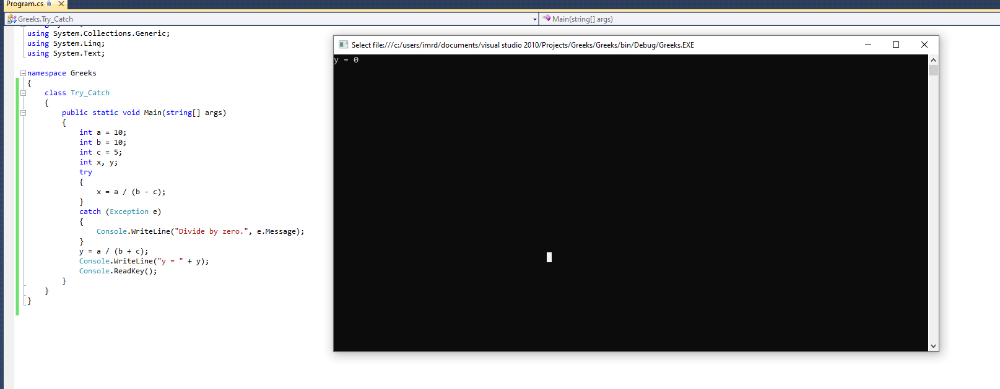 Program.cs
Greeks.Try_Catch
Main(string[] args)
using System.Collections.Generic;
using System.Linq;
using System.Text;
namespace Greeks
{
class Try_Catch
{
public static void Main(string[] args)
{
int a = 10;
int b = 10;
int c = 5;
int x, y;
try
{
x = a / (b - c);
}
catch (Exception e)
{
Console.WriteLine("Divide by zero.", e.Message);
}
y = a / (b + c);
Console.WriteLine("y = " + y);
Console.ReadKey();
}
}
}
Select file:///c:/users/imrd/documents/visual studio 2010/Projects/Greeks/Greeks/bin/Debug/Greeks.EXE
y = 0